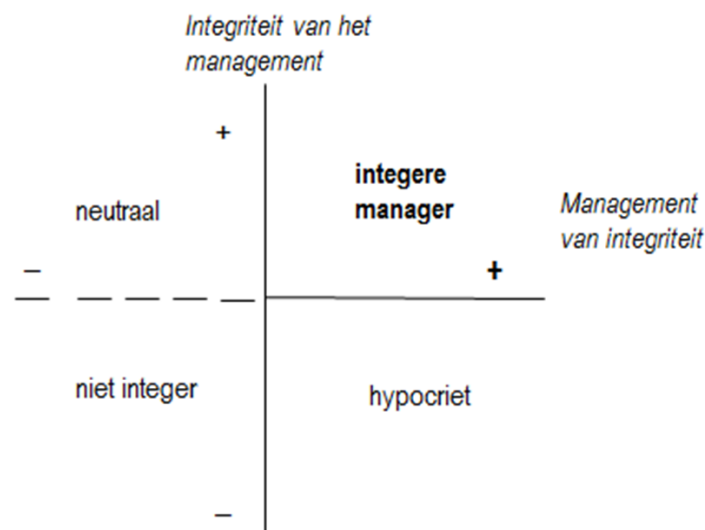 Integriteit van het
management
+
integere
manager
neutraal
Management
van integriteit
–
+
niet integer
hypocriet
–